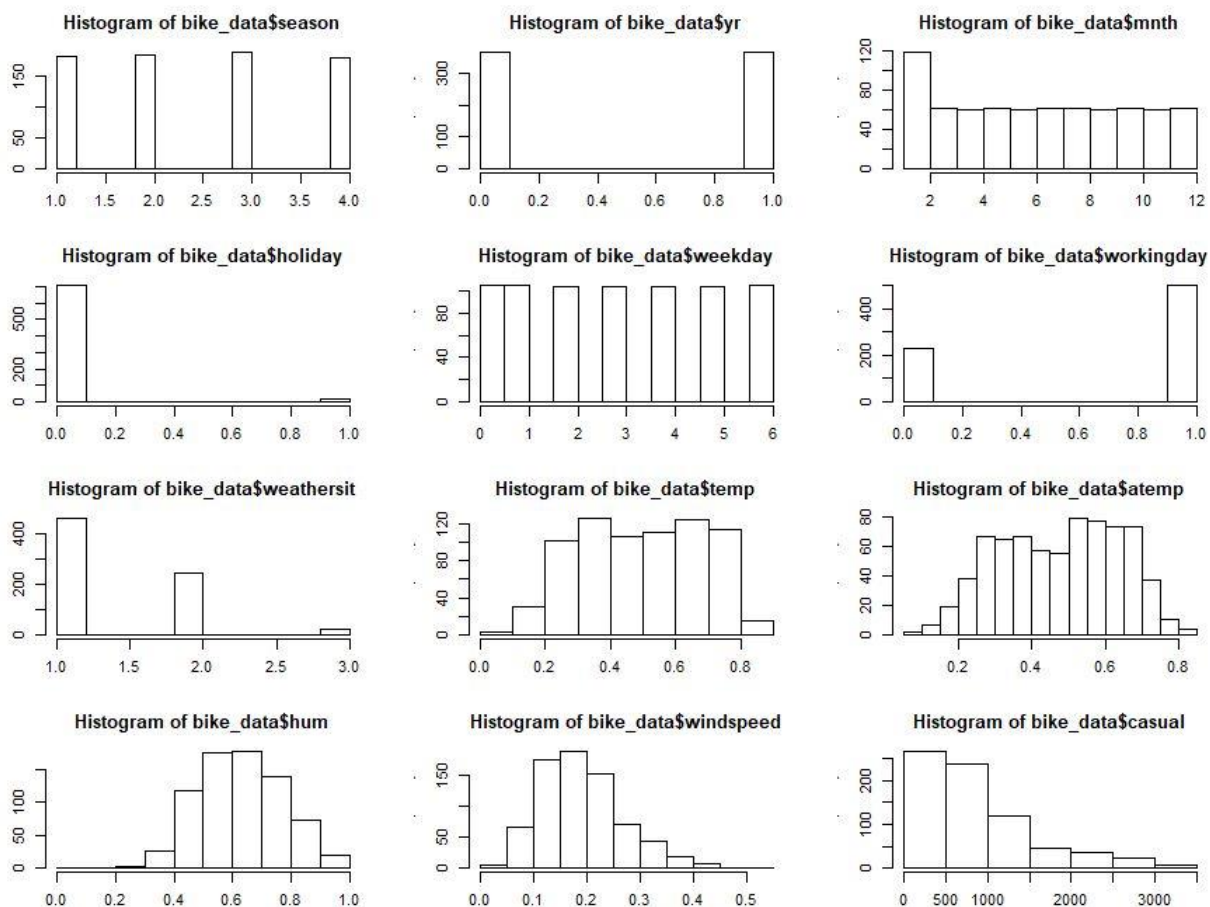 Histogram of bike_data$season
150
50
0
1.0 1.5 2.0 2.5 3.0 3.5 4.0
Histogram of bike_data$yr
300
100
0
0.0 0.2 0.4 0.6 0.8 1.0
Histogram of bike_data$mnth
120
80
40
0
2 4 6 8 10 12
Histogram of bike_data$holiday
500
200
0
0.0 0.2 0.4 0.6 0.8 1.0
Histogram of bike_data$weekday
80
40
0
0 1 2 3 4 5 6
Histogram of bike_data$workingday
400
200
0
0.0 0.2 0.4 0.6 0.8 1.0
Histogram of bike_data$weathersit
400
200
0
1.0 1.5 2.0 2.5 3.0
Histogram of bike_data$temp
120
80
40
0
0.0 0.2 0.4 0.6 0.8
Histogram of bike_data$atemp
80
60
40
20
0
0.2 0.4 0.6 0.8
Histogram of bike_data$hum
100
50
0
0.0 0.2 0.4 0.6 0.8 1.0
Histogram of bike_data$windspeed
150
50
0
0.0 0.1 0.2 0.3 0.4 0.5
Histogram of bike_data$casual
200
100
0
0 500 1000 2000 3000